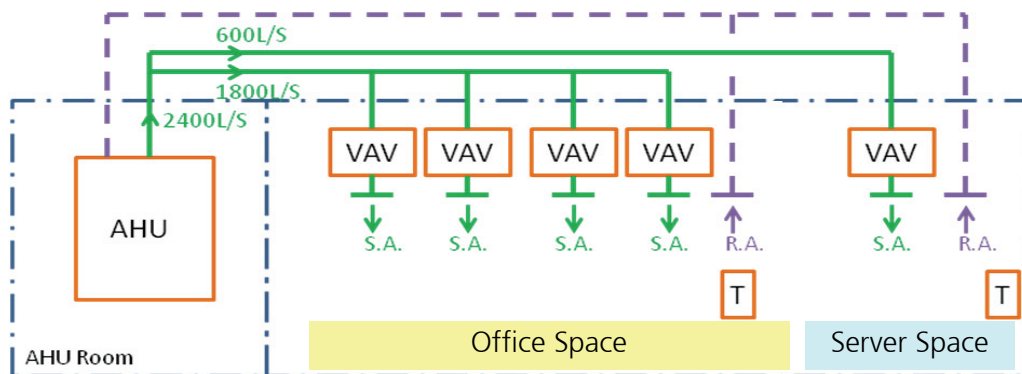 600L/S
1800L/S
2400L/S
VAV VAV VAV VAV VAV
AHU
S.A. S.A. S.A. S.A. R.A. S.A. R.A.
T T
Office Space Server Space
AHU Room